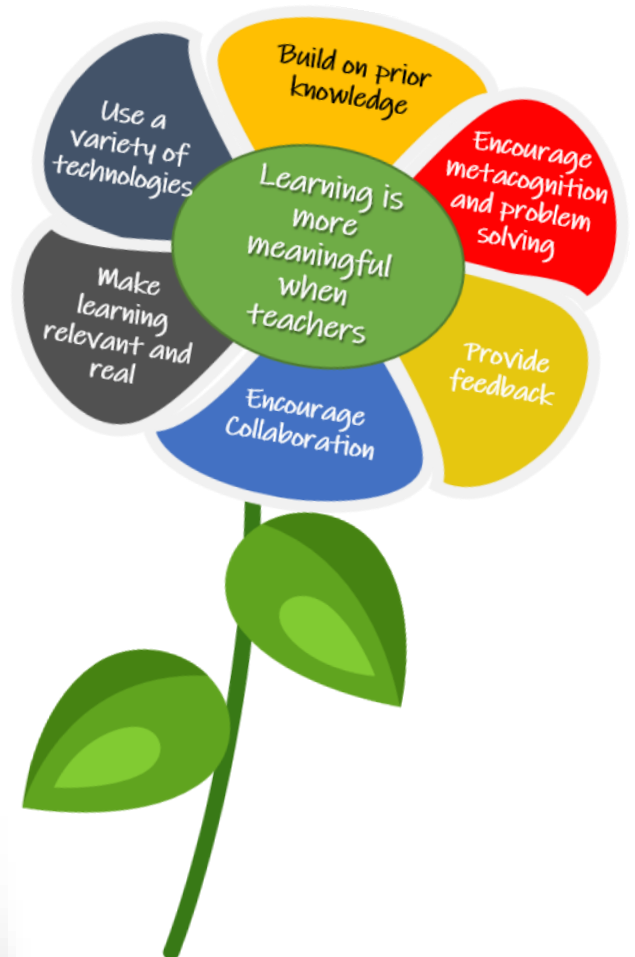 Learning is
more
meaningful
when
teachers
Build on prior
knowledge
Encourage
metacognition
and problem
solving
Provide
feedback
Encourage
Collaboration
Make
learning
relevant and
real
Use a
variety of
technologies